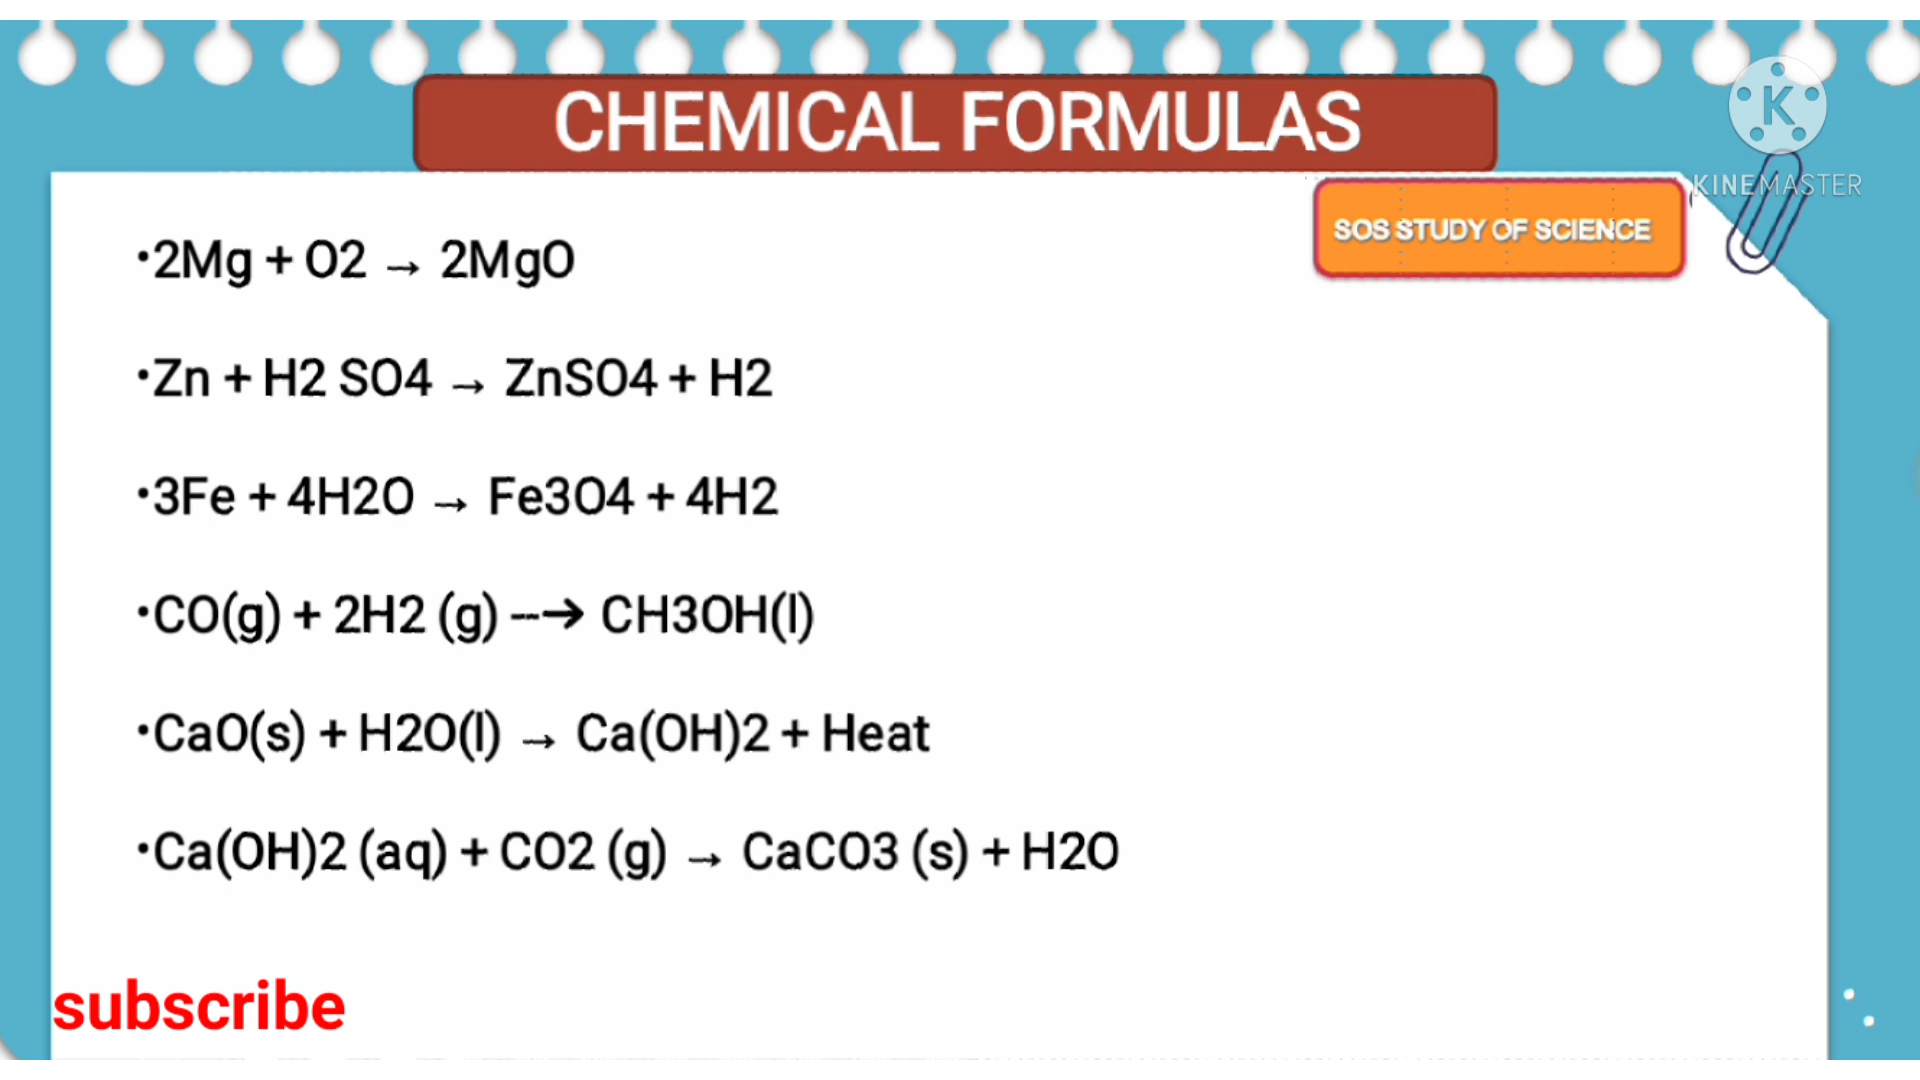 CHEMICAL FORMULAS
K
KINEMASTER
SOS STUDY OF SCIENCE
•2Mg + O2 → 2MgO
•Zn + H2 SO4 → ZnSO4 + H2
•3Fe + 4H2O → Fe3O4 + 4H2
•CO(g) + 2H2 (g) --→ CH3OH(l)
•CaO(s) + H2O(l) → Ca(OH)2 + Heat
•Ca(OH)2 (aq) + CO2 (g) → CaCO3 (s) + H2O
subscribe